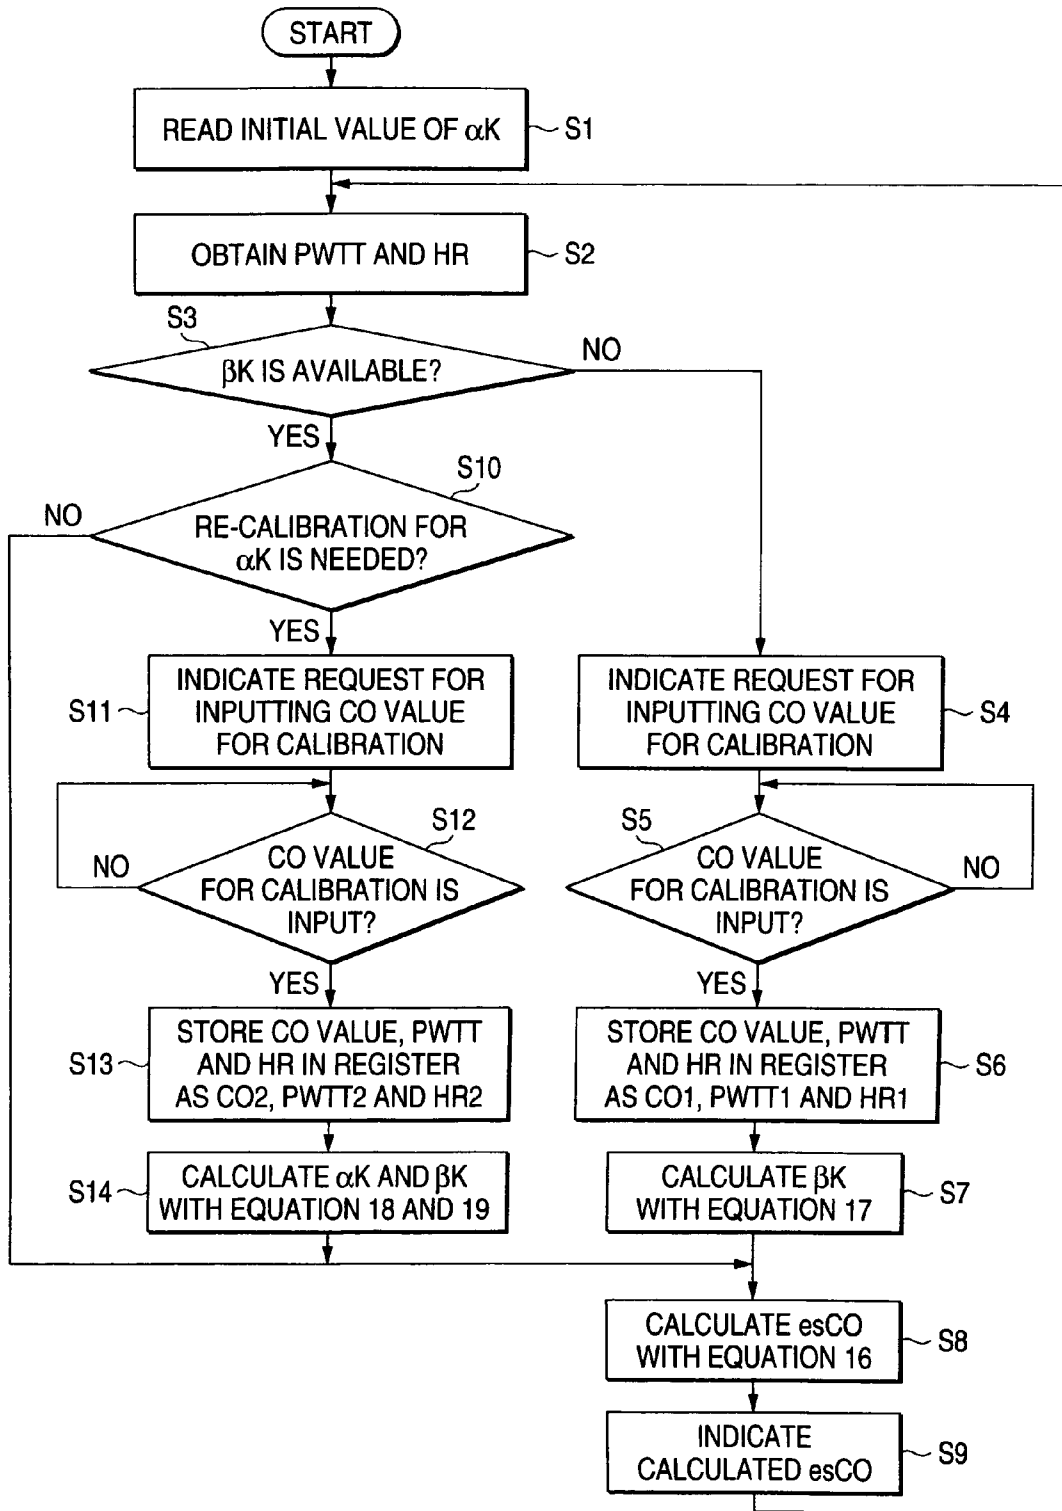 START
READ INITIAL VALUE OF αK
S1
OBTAIN PWTT AND HR
S2
S3
βK IS AVAILABLE?
NO
YES
S10
NO
RE-CALIBRATION FOR
αK IS NEEDED?
YES
S11
INDICATE REQUEST FOR
INPUTTING CO VALUE
FOR CALIBRATION
INDICATE REQUEST FOR
INPUTTING CO VALUE
FOR CALIBRATION
S4
S12
NO
CO VALUE
FOR CALIBRATION IS
INPUT?
YES
S5
CO VALUE
FOR CALIBRATION IS
INPUT?
NO
YES
S13
STORE CO VALUE, PWTT
AND HR IN REGISTER
AS CO2, PWTT2 AND HR2
STORE CO VALUE, PWTT
AND HR IN REGISTER
AS CO1, PWTT1 AND HR1
S6
S14
CALCULATE αK AND βK
WITH EQUATION 18 AND 19
CALCULATE βK
WITH EQUATION 17
S7
CALCULATE esCO
WITH EQUATION 16
S8
INDICATE
CALCULATED esCO
S9